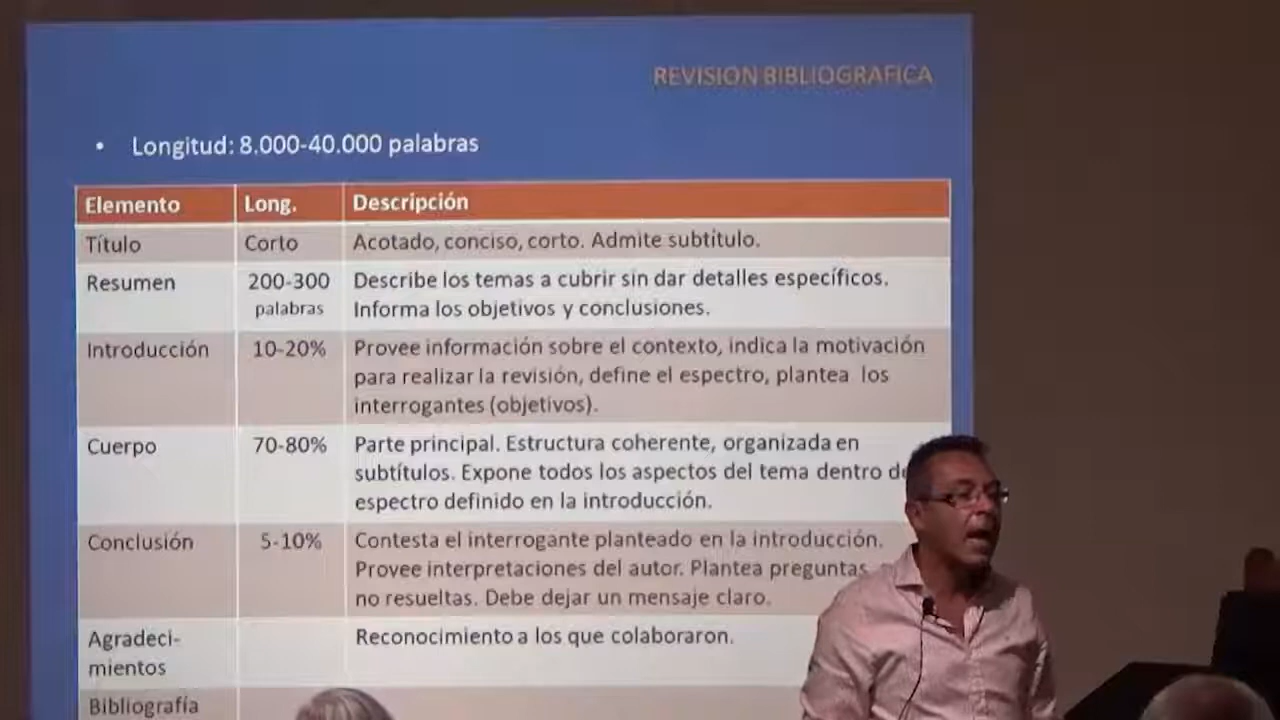 REVISION BIBLIOGRAFICA
• Longitud: 8.000-40.000 palabras
Elemento Long. Descripción
Título Corto Acotado, conciso, corto. Admite subtítulo.
Resumen 200-300 Describe los temas a cubrir sin dar detalles específicos.
palabras Informa los objetivos y conclusiones.
Introducción 10-20% Provee información sobre el contexto, indica la motivación
para realizar la revisión, define el espectro, plantea los
interrogantes (objetivos).
Cuerpo 70-80% Parte principal. Estructura coherente, organizada en
subtítulos. Expone todos los aspectos del tema dentro
espectro definido en la introducción.
Conclusión 5-10% Contesta el interrogante planteado en la introducción.
Provee interpretaciones del autor. Plantea preguntas
no resueltas. Debe dejar un mensaje claro.
Agradeci- Reconocimiento a los que colaboraron.
mientos
Bibliografía